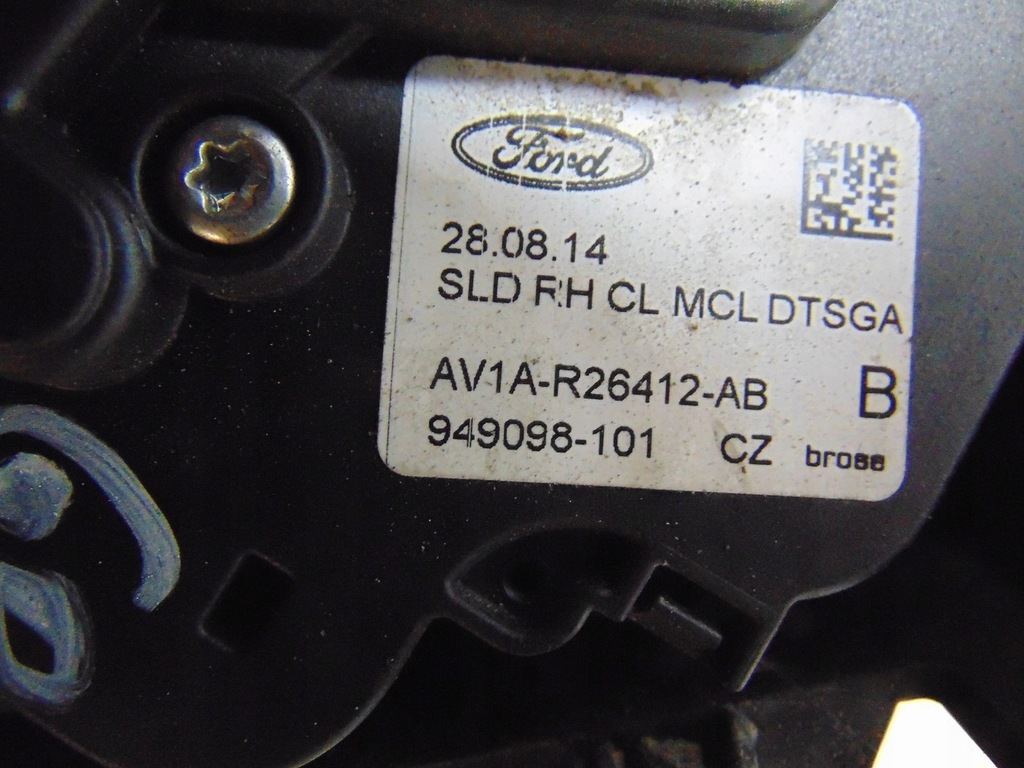 Ford
28.08.14
SLD RH CL MCL DTSGA
AV1A-R26412-AB B
949098-101 CZ brose